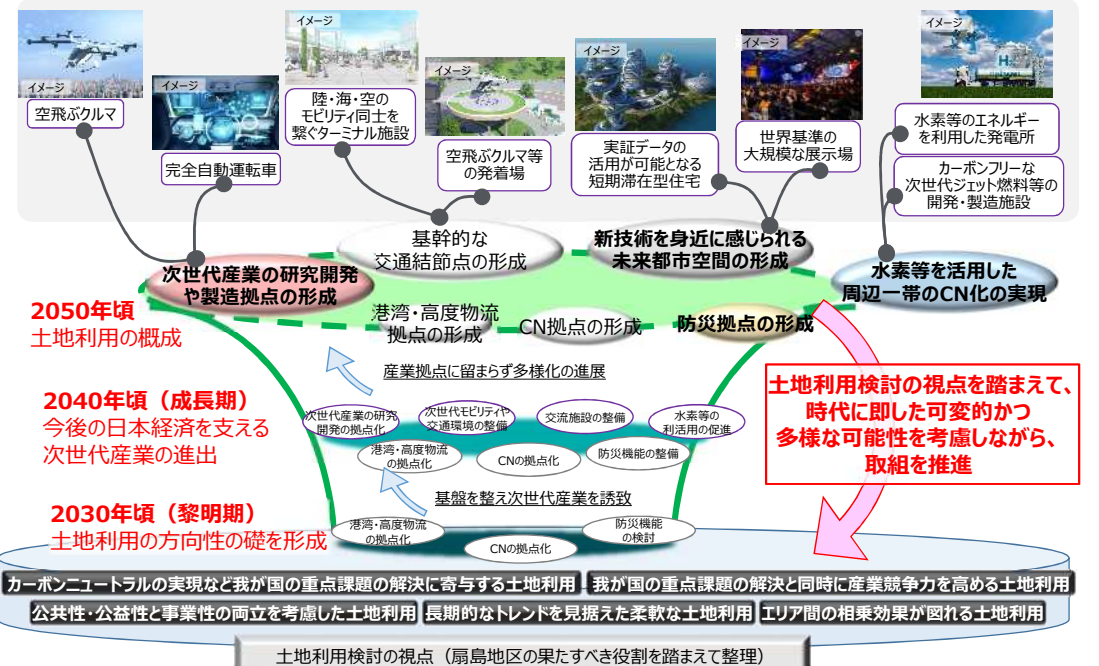 イメージ
イメージ
イメージ
イメージ
イメージ
イメージ
イメージ
H₂
空飛ぶクルマ
完全自動運転車
陸・海・空の
モビリティ同士を
繋ぐターミナル施設
空飛ぶクルマ等
の発着場
実証データの
活用が可能となる
短期滞在型住宅
世界基準の
大規模な展示場
水素等のエネルギー
を利用した発電所
カーボンフリーな
次世代ジェット燃料等の
開発・製造施設
次世代産業の研究開発
や製造拠点の形成
基幹的な
交通結節点の形成
新技術を身近に感じられる
未来都市空間の形成
水素等を活用した
周辺一帯のCN化の実現
港湾・高度物流
拠点の形成
CN拠点の形成
防災拠点の形成
2050年頃
土地利用の概成
産業拠点に留まらず多様化の進展
2040年頃（成長期）
今後の日本経済を支える
次世代産業の進出
次世代産業の研究
開発の拠点化
次世代モビリティや
交通環境の整備
交流施設の整備
水素等の
利活用の促進
港湾・高度物流
の拠点化
CNの拠点化
防災機能の整備
土地利用検討の視点を踏まえて、
時代に即した可変的かつ
多様な可能性を考慮しながら、
取組を推進
基盤を整え次世代産業を誘致
2030年頃（黎明期）
土地利用の方向性の礎を形成
港湾・高度物流
の拠点化
CNの拠点化
防災機能
の検討
カーボンニュートラルの実現など我が国の重点課題の解決に寄与する土地利用
我が国の重点課題の解決と同時に産業競争力を高める土地利用
公共性・公益性と事業性の両立を考慮した土地利用
長期的なトレンドを見据えた柔軟な土地利用
エリア間の相乗効果が図れる土地利用
土地利用検討の視点（扇島地区の果たすべき役割を踏まえて整理）